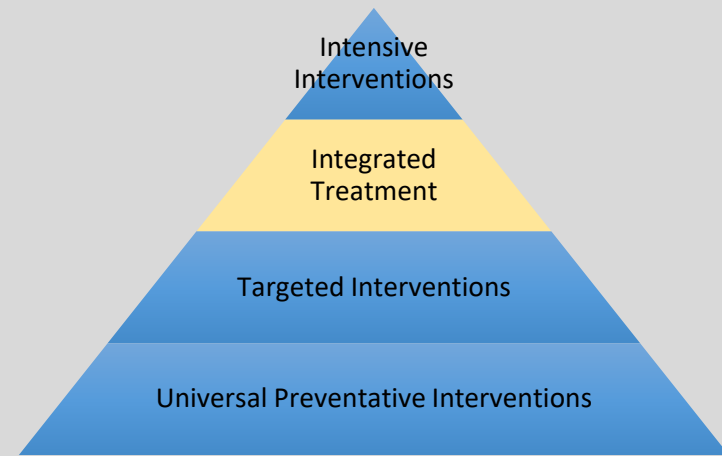 Intensive
Interventions
Integrated
Treatment
Targeted Interventions
Universal Preventative Interventions